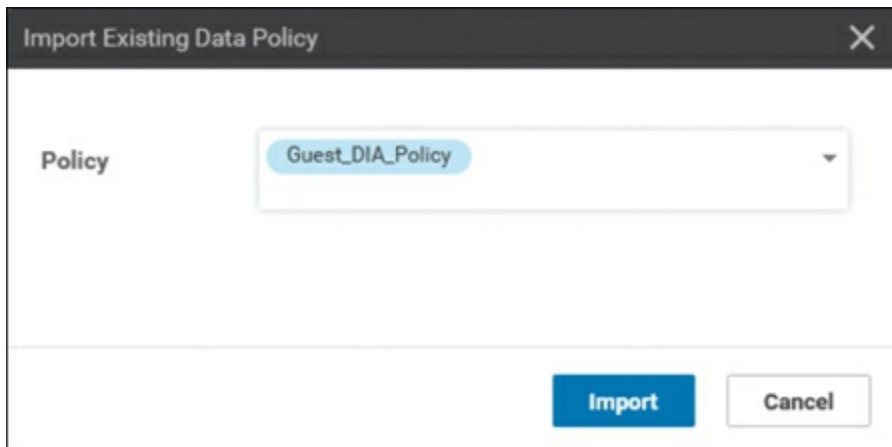 Import Existing Data Policy
Policy
Guest_DIA_Policy
Import
Cancel